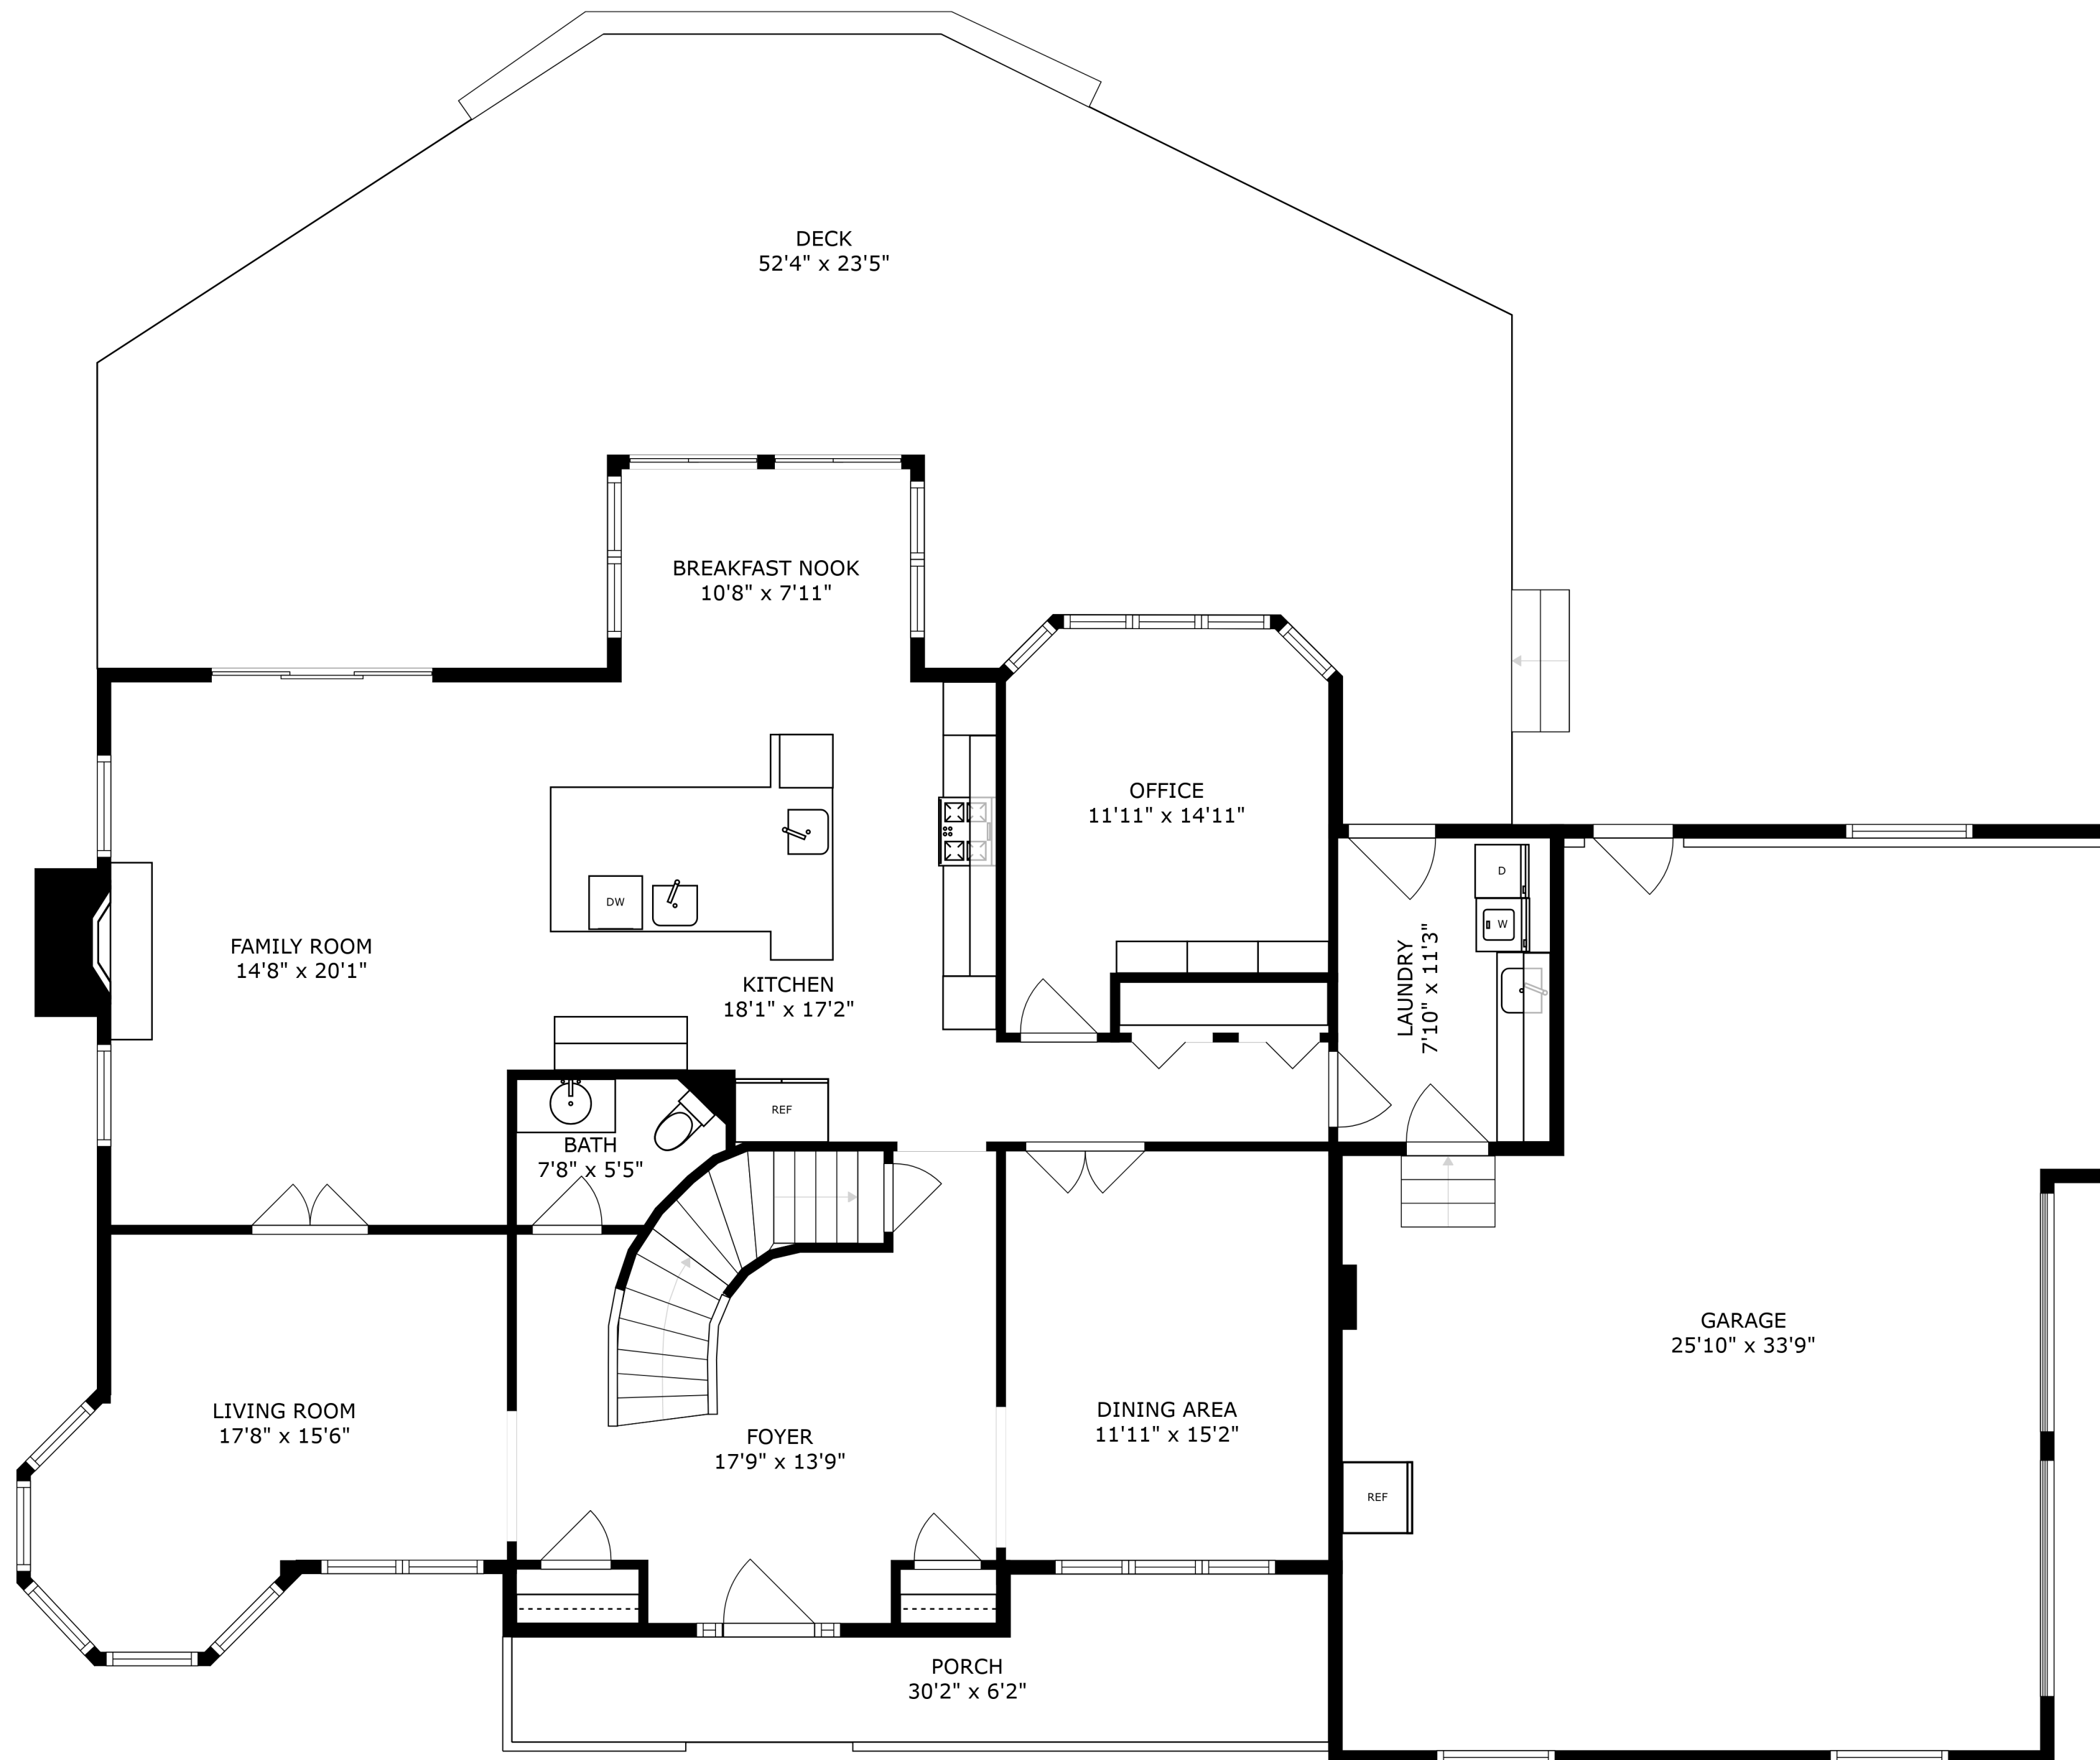 DECK
52'4" x 23'5"
BREAKFAST NOOK
10'8" x 7'11"
OFFICE
11'11" x 14'11"
D
W
LAUNDRY
7'10" x 11'3"
DW
FAMILY ROOM
14'8" x 20'1"
KITCHEN
18'1" x 17'2"
REF
BATH
7'8" x 5'5"
GARAGE
25'10" x 33'9"
LIVING ROOM
17'8" x 15'6"
FOYER
17'9" x 13'9"
DINING AREA
11'11" x 15'2"
REF
PORCH
30'2" x 6'2"